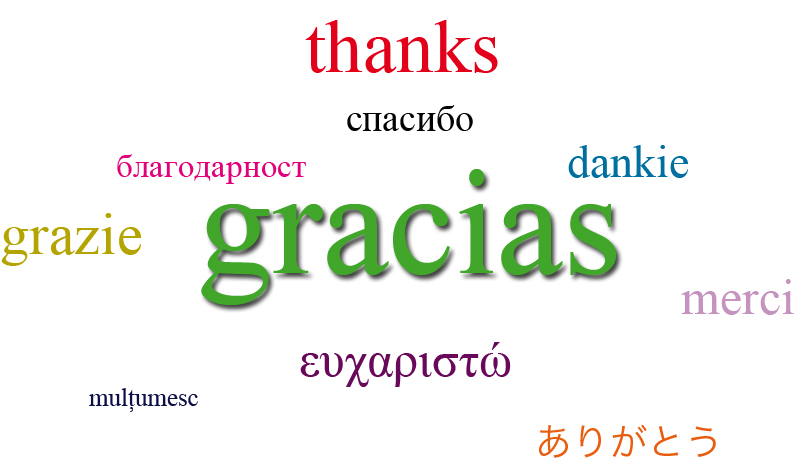 thanks
спасибо
благодарност
dankie
gracias
grazie
merci
ευχαριστώ
mulțumesc
ありがとう